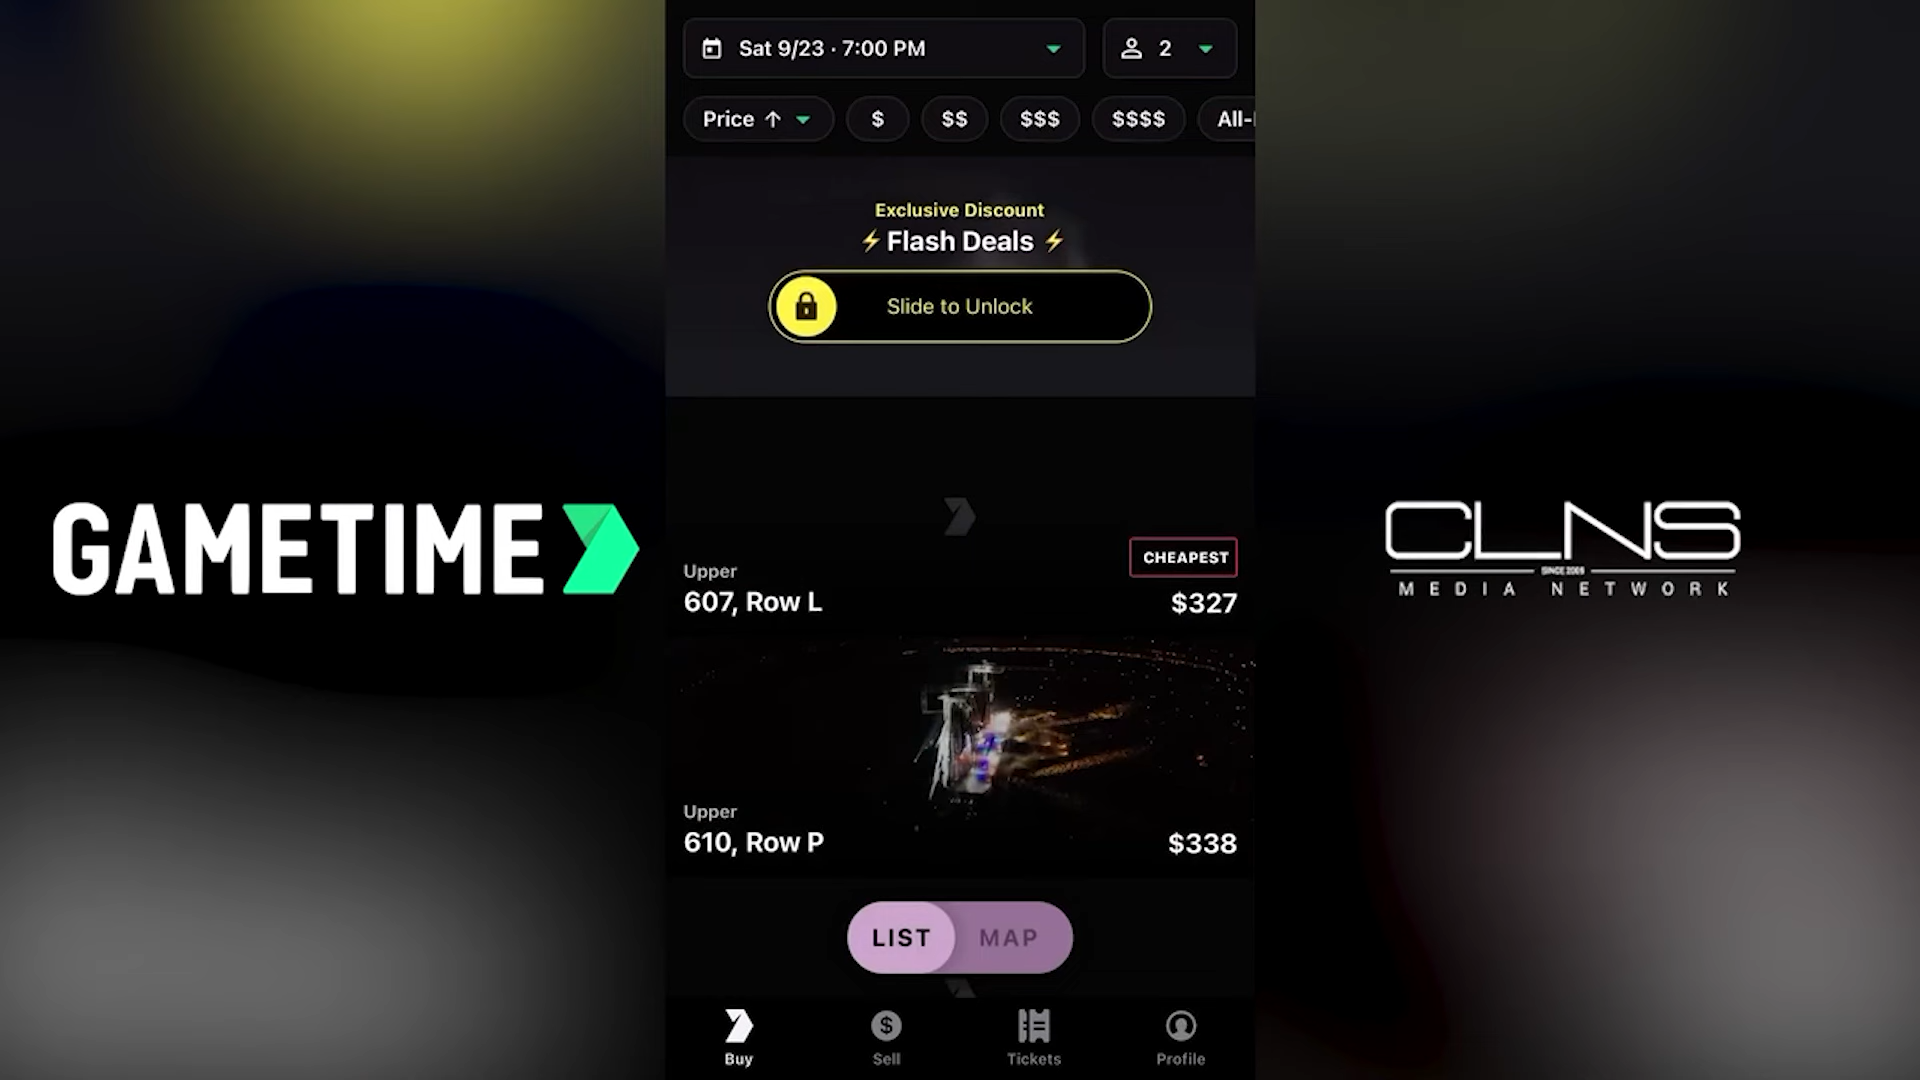 Sat 9/23 · 7:00 PM
2
Price ↑
$
$$
$$$
$$$$
All-
Exclusive Discount
⚡ Flash Deals ⚡
Slide to Unlock
GAMETIME
CLNS
SINCE 2005
MEDIA NETWORK
CHEAPEST
Upper
607, Row L
$327
Upper
610, Row P
$338
LIST
MAP
Buy
Sell
Tickets
Profile